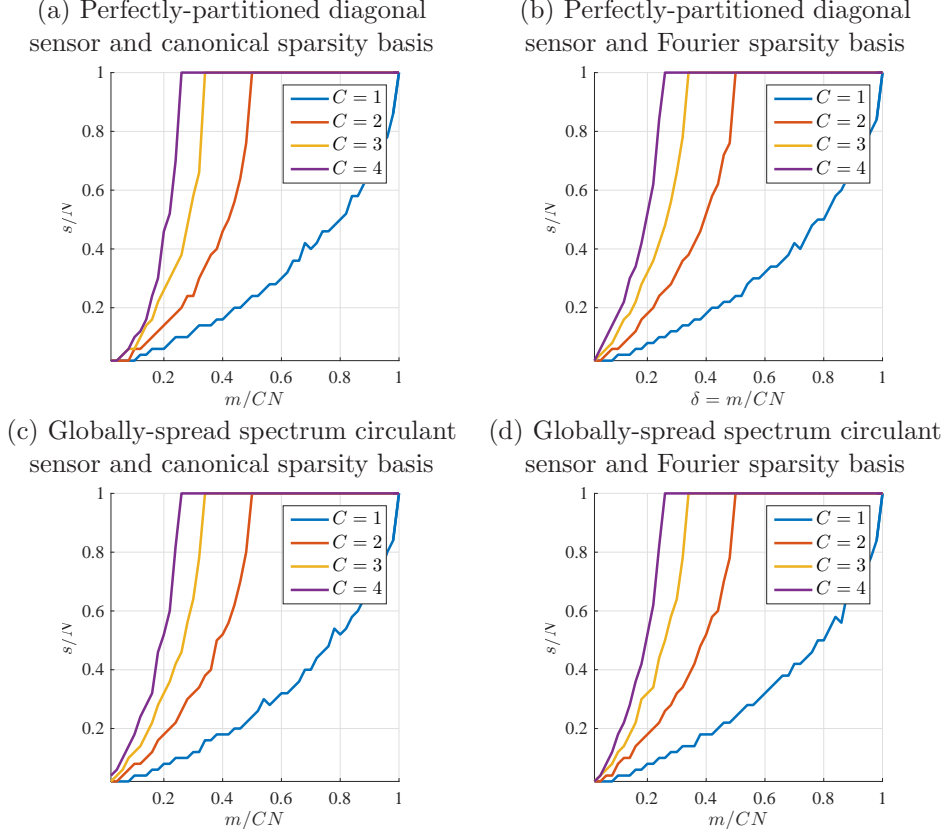 (a) Perfectly-partitioned diagonal
sensor and canonical sparsity basis
1
0.8
0.6
0.4
0.2
s/N
0.2
0.4
0.6
0.8
1
m/CN
C = 1
C = 2
C = 3
C = 4
(b) Perfectly-partitioned diagonal
sensor and Fourier sparsity basis
1
0.8
0.6
0.4
0.2
s/N
0.2
0.4
0.6
0.8
1
δ = m/CN
C = 1
C = 2
C = 3
C = 4
(c) Globally-spread spectrum circulant
sensor and canonical sparsity basis
1
0.8
0.6
0.4
0.2
s/N
0.2
0.4
0.6
0.8
1
m/CN
C = 1
C = 2
C = 3
C = 4
(d) Globally-spread spectrum circulant
sensor and Fourier sparsity basis
1
0.8
0.6
0.4
0.2
s/N
0.2
0.4
0.6
0.8
1
m/CN
C = 1
C = 2
C = 3
C = 4